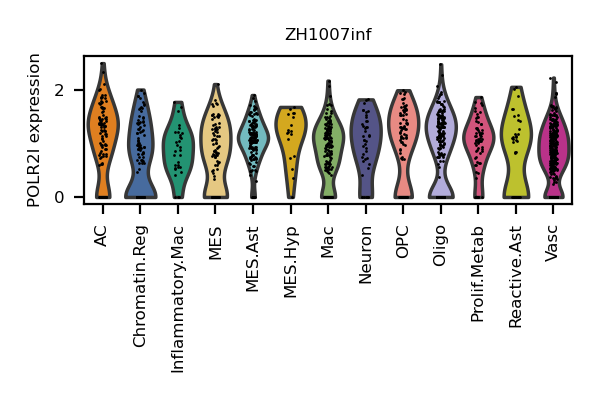 ZH1007inf
POLR2I expression
2
0
AC
Chromatin.Reg
Inflammatory.Mac
MES
MES.Ast
MES.Hyp
Mac
Neuron
OPC
Oligo
Prolif.Metab
Reactive.Ast
Vasc